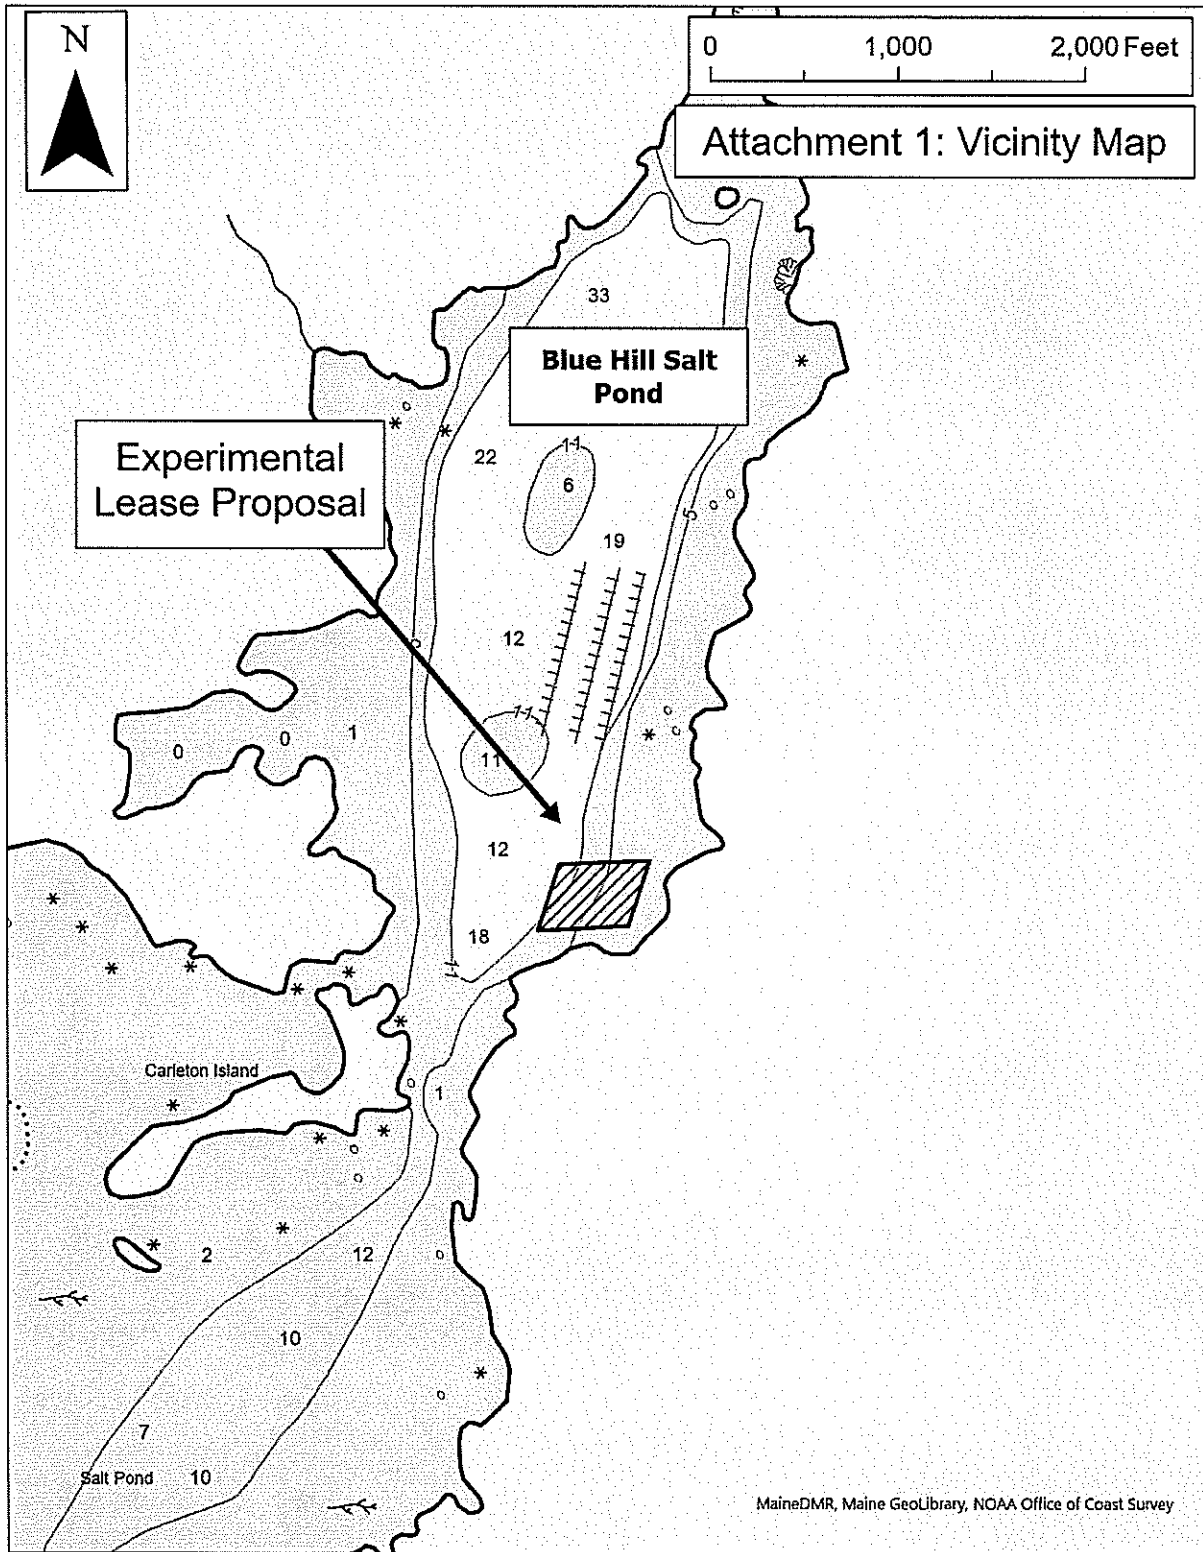 N
0 1,000 2,000 Feet
Attachment 1: Vicinity Map
33
Blue Hill Salt
Pond
Experimental
Lease Proposal
11
22
6
5
19
12
11
0 0 1
11
12
18
11
Carleton Island
1
2
12
10
7
Salt Pond 10
MaineDMR, Maine GeoLibrary, NOAA Office of Coast Survey